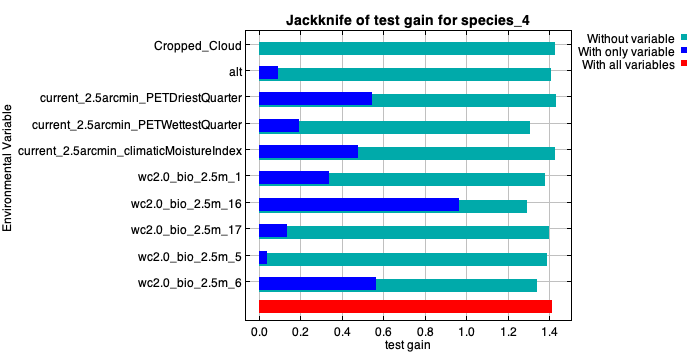 Jackknife of test gain for species_4
Environmental Variable
Cropped_Cloud
alt
current_2.5arcmin_PETDriestQuarter
current_2.5arcmin_PETWettestQuarter
current_2.5arcmin_climaticMoistureIndex
wc2.0_bio_2.5m_1
wc2.0_bio_2.5m_16
wc2.0_bio_2.5m_17
wc2.0_bio_2.5m_5
wc2.0_bio_2.5m_6
0.0 0.2 0.4 0.6 0.8 1.0 1.2 1.4
test gain
Without variable
With only variable
With all variables